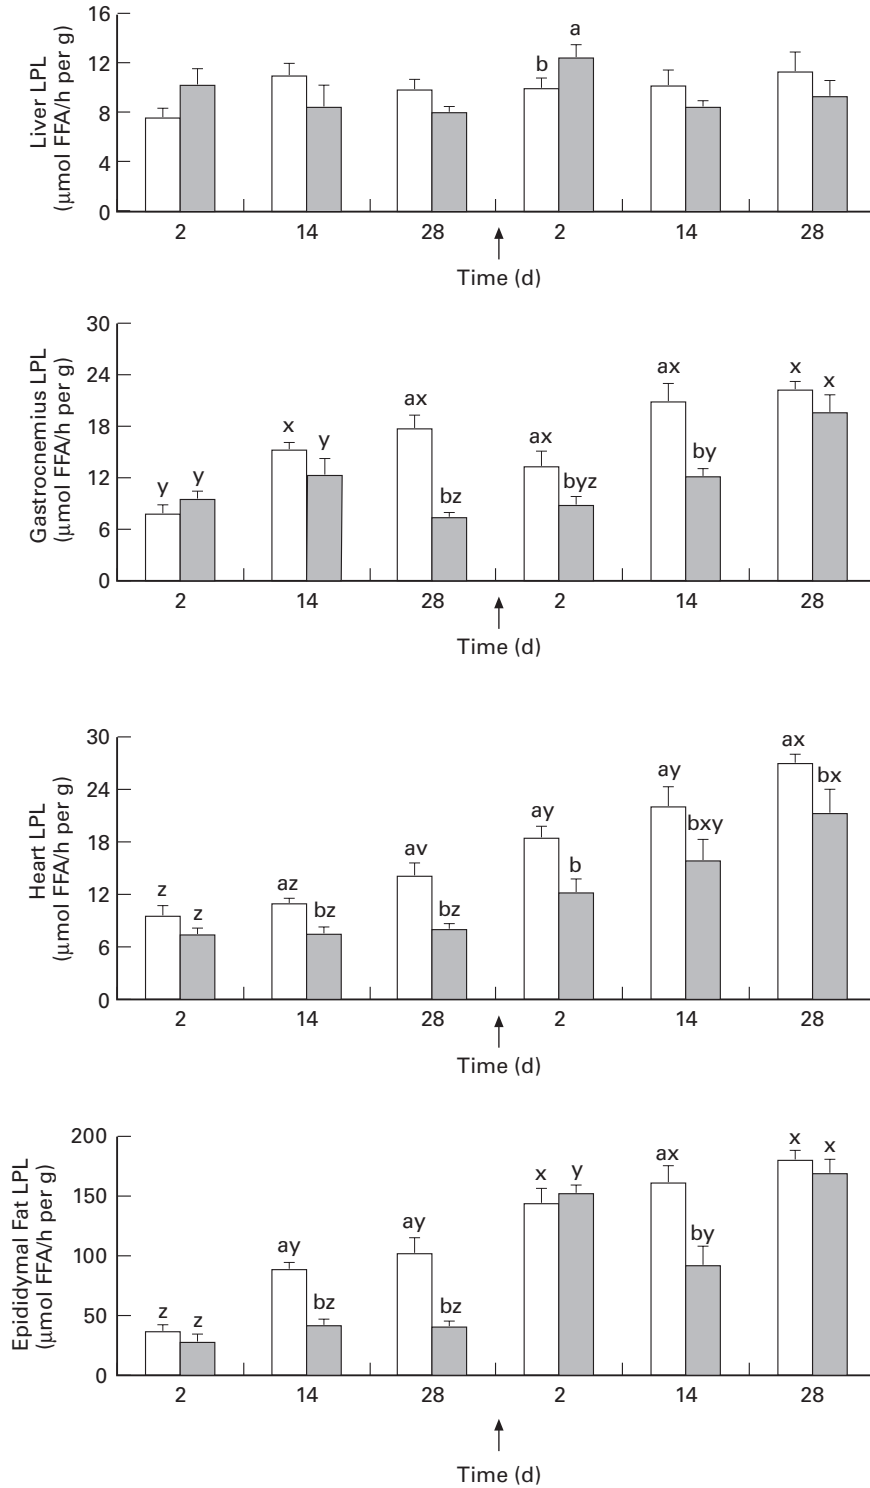 Liver LPL
(μmol FFA/h per g)
16
12
8
4
0
b
a
2 14 28 2 14 28
Time (d)
Gastrocnemius LPL
(μmol FFA/h per g)
30
24
18
12
6
0
y y x y ax bz ax byz ax by x x
2 14 28 2 14 28
Time (d)
Heart LPL
(μmol FFA/h per g)
30
24
18
12
6
0
z z az bz av bz ay b ay bxy ax bx
2 14 28 2 14 28
Time (d)
Epididymal Fat LPL
(μmol FFA/h per g)
200
150
100
50
0
z z ay bz ay bz x y ax by x x
2 14 28 2 14 28
Time (d)